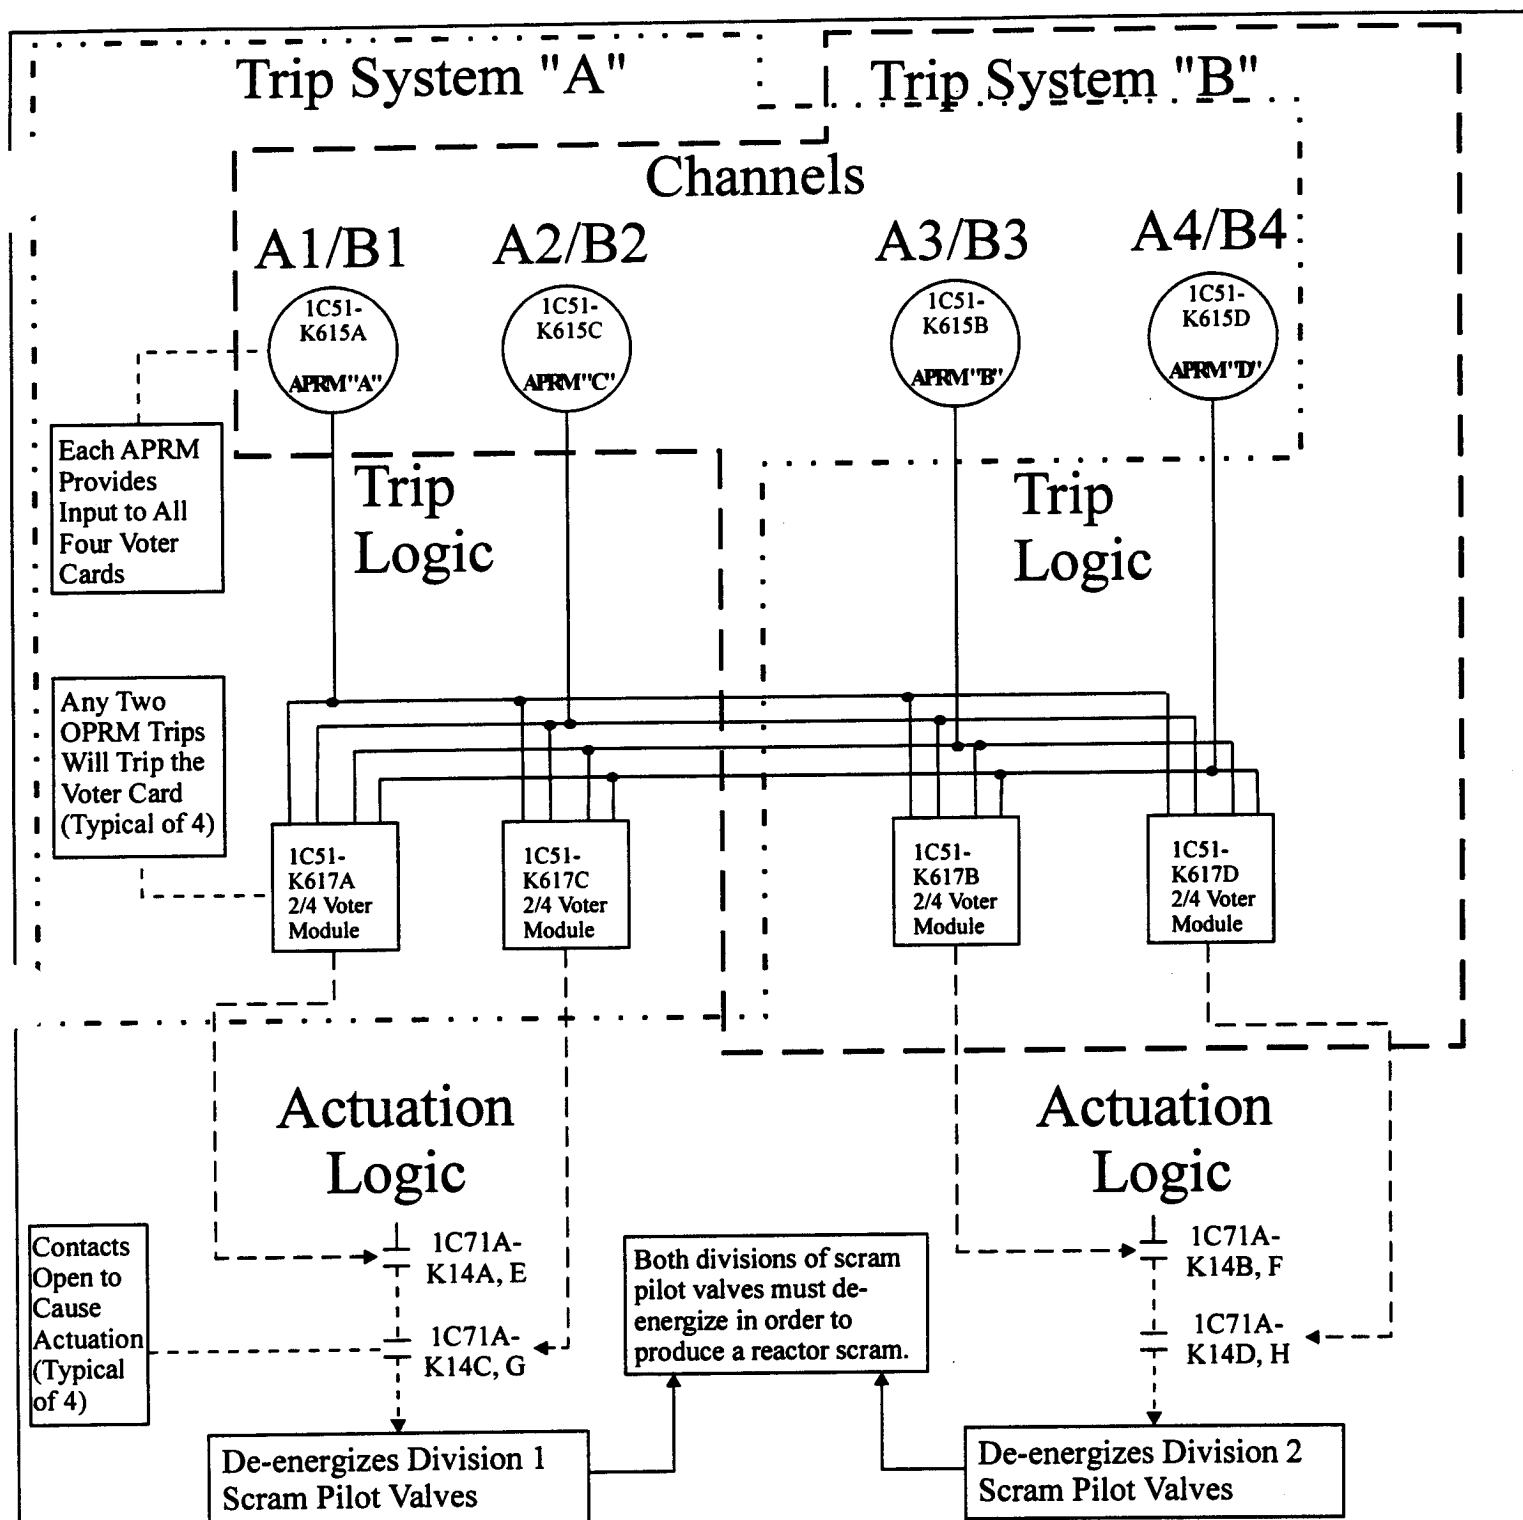 Trip System "A"
Trip System "B"
Channels
A1/B1
A2/B2
A3/B3
A4/B4
1C51-
K615A
APRM"A"
1C51-
K615C
APRM"C"
1C51-
K615B
APRM"B"
1C51-
K615D
APRM"D"
Each APRM
Provides
Input to All
Four Voter
Cards
Trip
Logic
Trip
Logic
Any Two
OPRM Trips
Will Trip the
Voter Card
(Typical of 4)
1C51-
K617A
2/4 Voter
Module
1C51-
K617C
2/4 Voter
Module
1C51-
K617B
2/4 Voter
Module
1C51-
K617D
2/4 Voter
Module
Actuation
Logic
Actuation
Logic
Contacts
Open to
Cause
Actuation
(Typical
of 4)
1C71A-
K14A, E
1C71A-
K14C, G
Both divisions of scram
pilot valves must de-
energize in order to
produce a reactor scram.
1C71A-
K14B, F
1C71A-
K14D, H
De-energizes Division 1
Scram Pilot Valves
De-energizes Division 2
Scram Pilot Valves